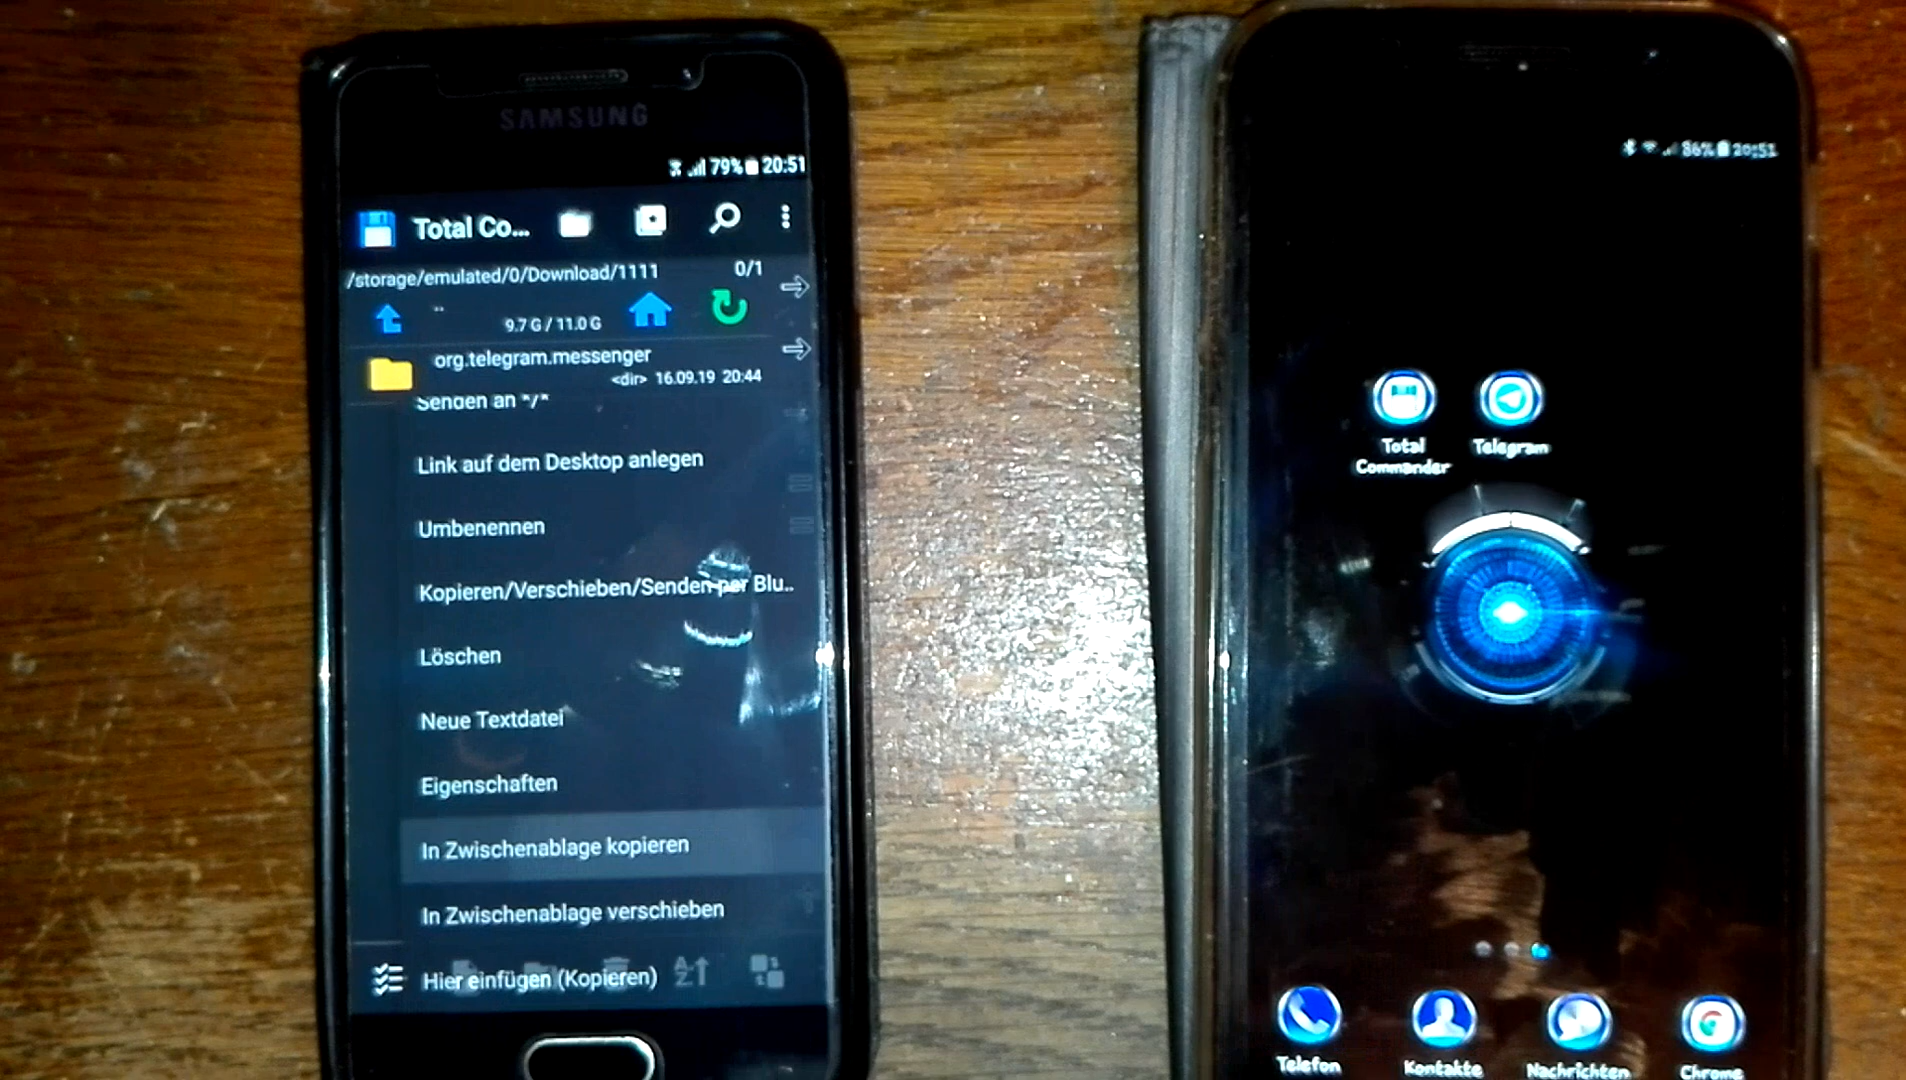 SAMSUNG
79% 20:51
Total Co...
/storage/emulated/0/Download/1111 0/1
..
9.7 G / 11.0 G
org.telegram.messenger
<dir> 16.09.19 20:44
Senden an */*
Link auf dem Desktop anlegen
Umbenennen
Kopieren/Verschieben/Senden per Blu..
Löschen
Neue Textdatei
Eigenschaften
In Zwischenablage kopieren
In Zwischenablage verschieben
Hier einfügen (Kopieren)
86% 20:51
Total
Commander
Telegram
Telefon
Kontakte
Nachrichten
Chrome